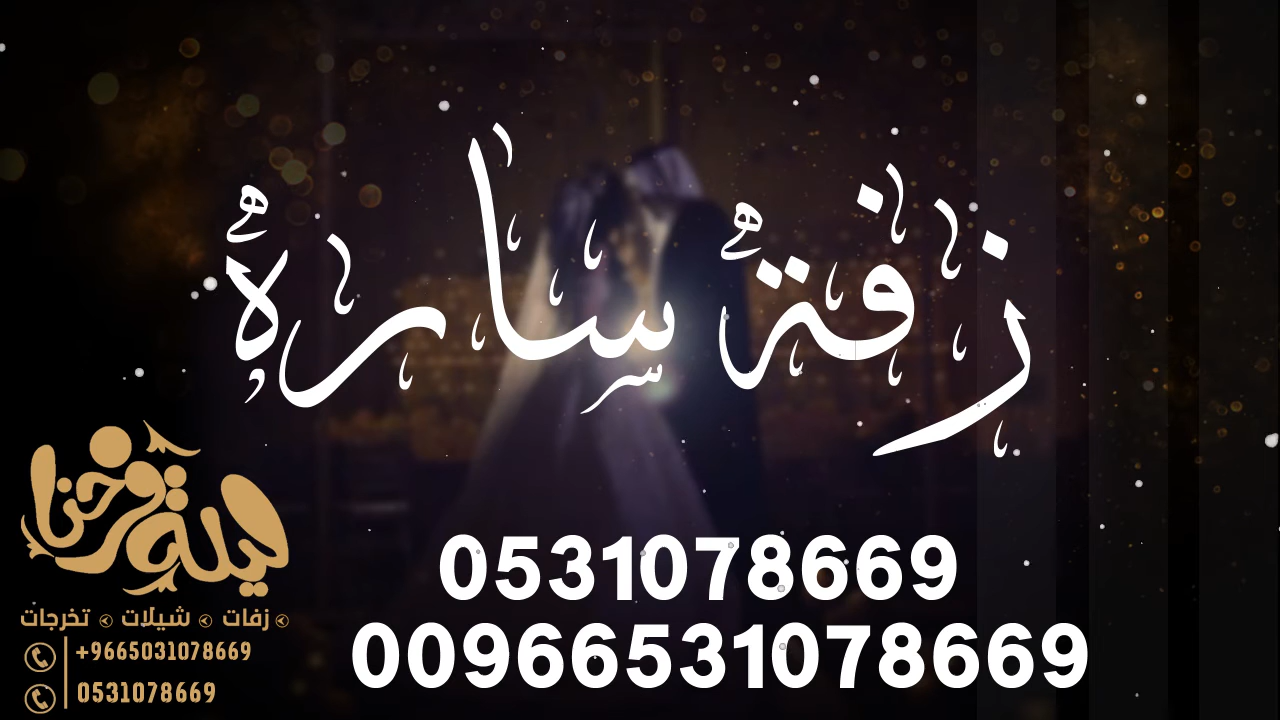 زفة ساره
0531078669
00966531078669
ليلة فرحنا
زفات شيلات تخرجات
+9665031078669
0531078669